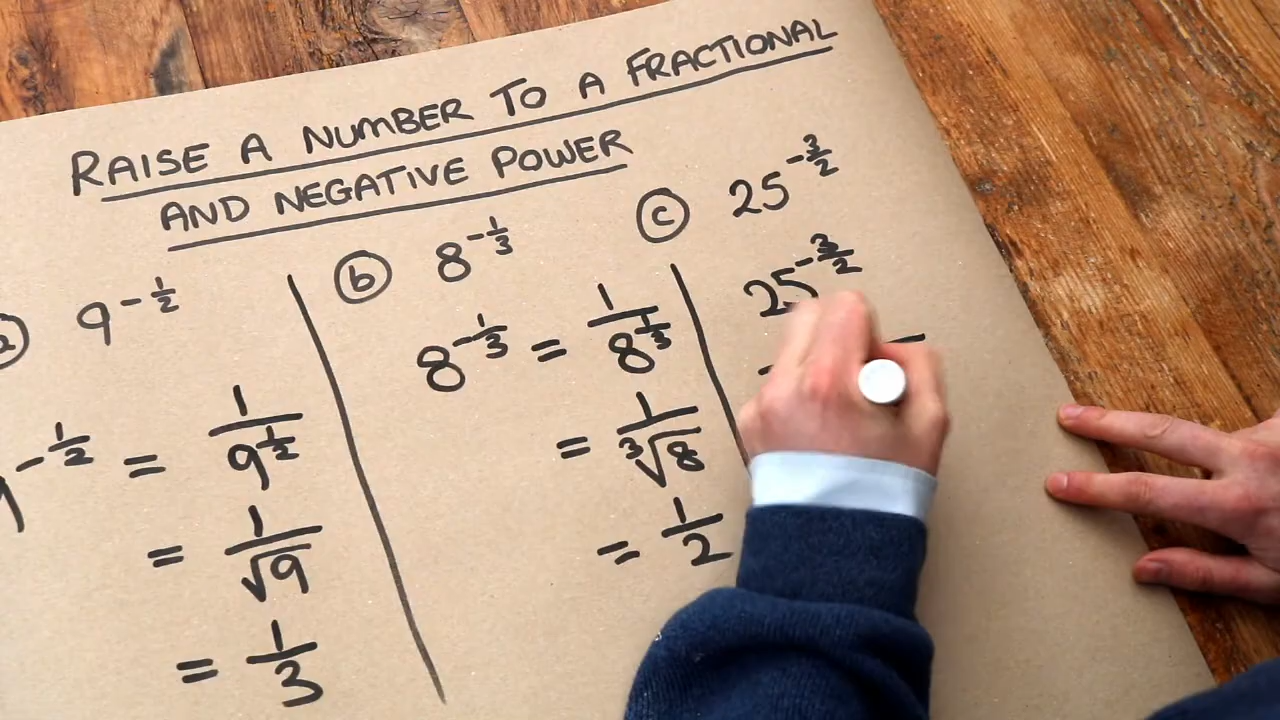 RAISE A NUMBER TO A FRACTIONAL
AND NEGATIVE POWER
a 9^(-1/2)
9^(-1/2) = 1/9^(1/2)
= 1/√9
= 1/3
b 8^(-1/3)
8^(-1/3) = 1/8^(1/3)
= 1/∛8
= 1/2
c 25^(-3/2)
25^(-3/2)